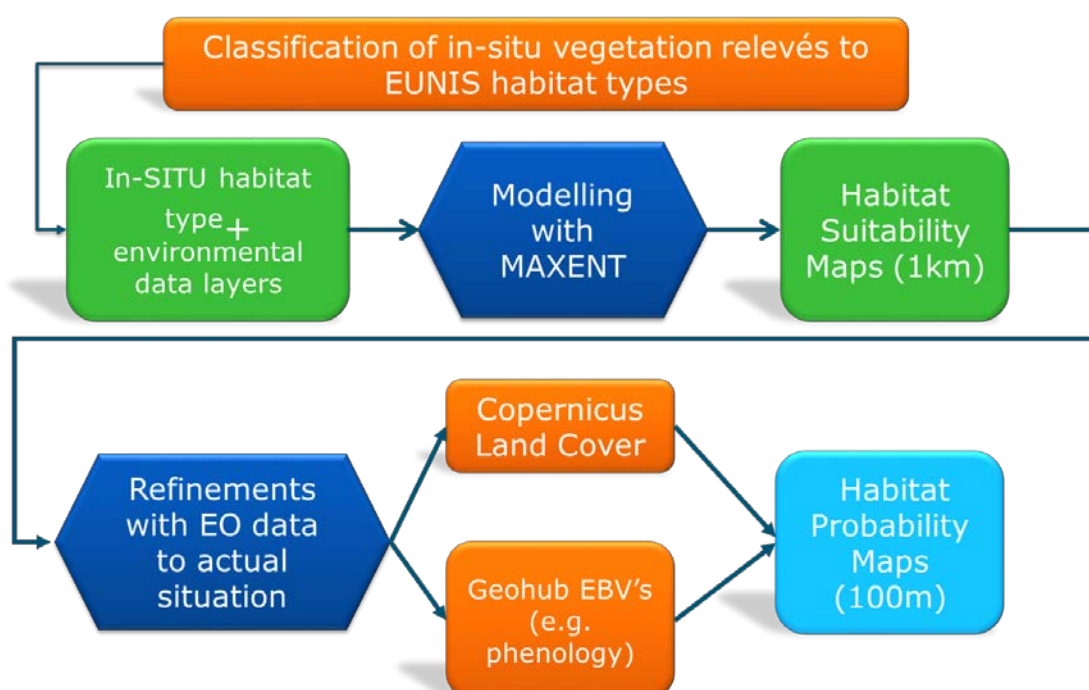 Classification of in-situ vegetation relevés to
EUNIS habitat types
In-SITU habitat
type+
environmental
data layers
Modelling
with
MAXENT
Habitat
Suitability
Maps (1km)
Refinements
with EO data
to actual
situation
Copernicus
Land Cover
Geohub EBV's
(e.g.
phenology)
Habitat
Probability
Maps
(100m)